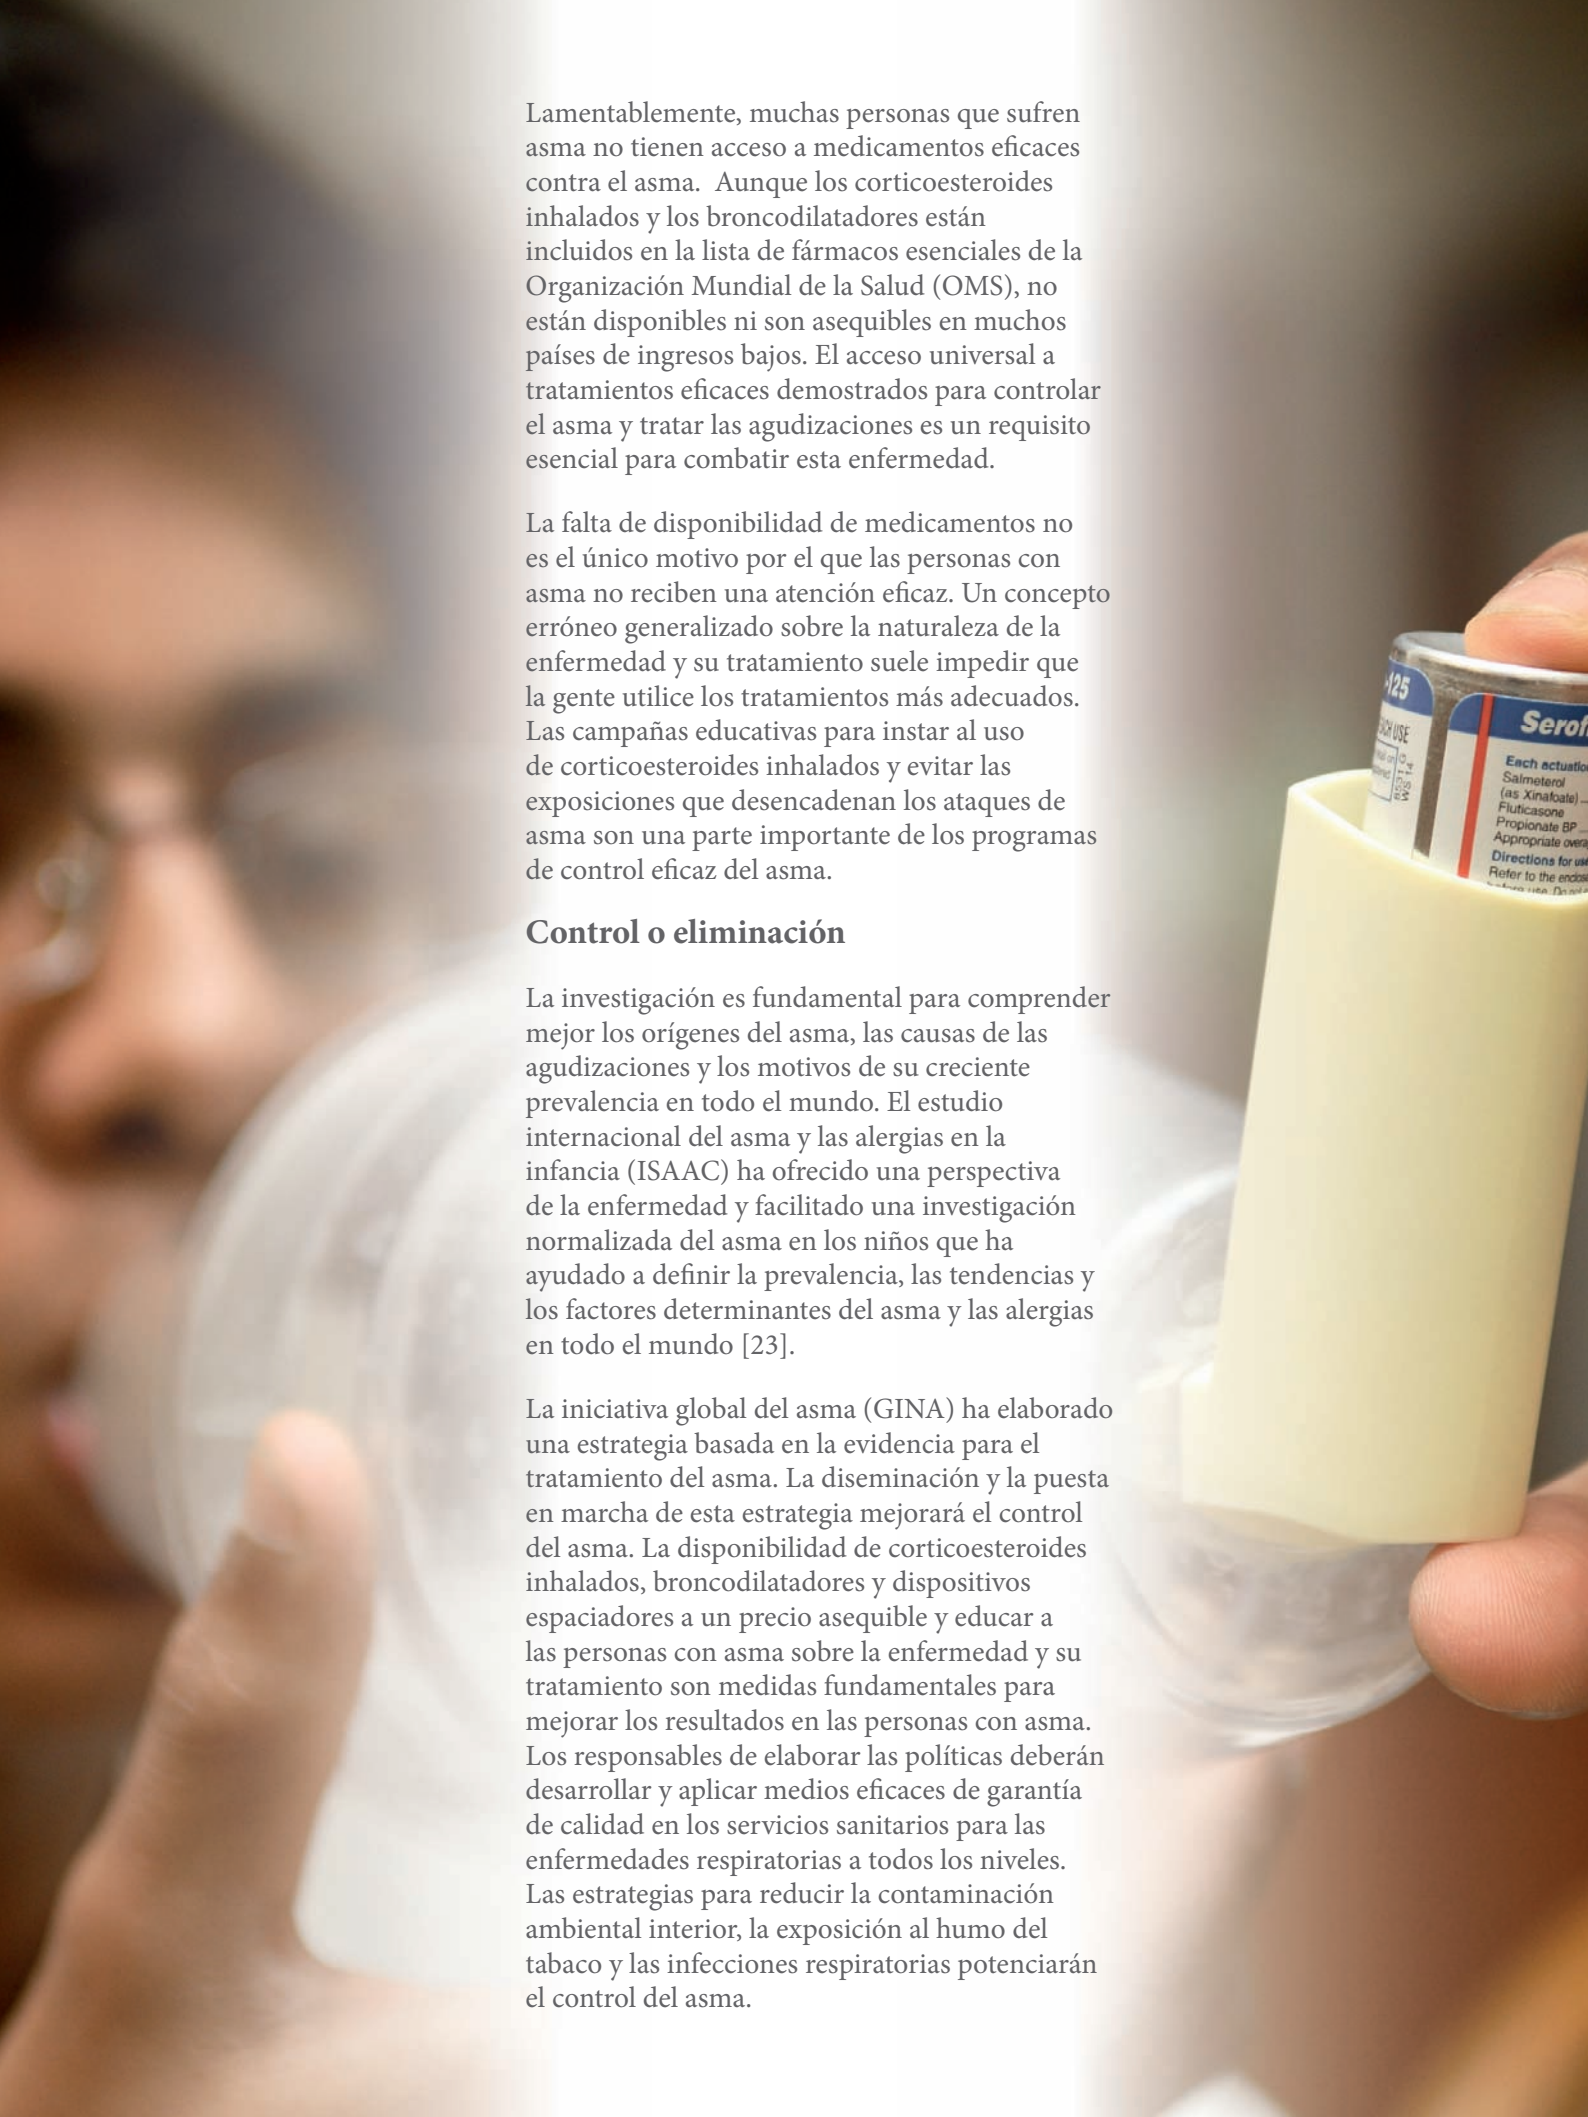 Lamentablemente, muchas personas que sufren
asma no tienen acceso a medicamentos eficaces
contra el asma.  Aunque los corticoesteroides
inhalados y los broncodilatadores están
incluidos en la lista de fármacos esenciales de la
Organización Mundial de la Salud (OMS), no
están disponibles ni son asequibles en muchos
países de ingresos bajos. El acceso universal a
tratamientos eficaces demostrados para controlar
el asma y tratar las agudizaciones es un requisito
esencial para combatir esta enfermedad.
La falta de disponibilidad de medicamentos no
es el único motivo por el que las personas con
asma no reciben una atención eficaz. Un concepto
erróneo generalizado sobre la naturaleza de la
enfermedad y su tratamiento suele impedir que
la gente utilice los tratamientos más adecuados.
Las campañas educativas para instar al uso
de corticoesteroides inhalados y evitar las
exposiciones que desencadenan los ataques de
asma son una parte importante de los programas
de control eficaz del asma.
Control o eliminación
La investigación es fundamental para comprender
mejor los orígenes del asma, las causas de las
agudizaciones y los motivos de su creciente
prevalencia en todo el mundo. El estudio
internacional del asma y las alergias en la
infancia (ISAAC) ha ofrecido una perspectiva
de la enfermedad y facilitado una investigación
normalizada del asma en los niños que ha
ayudado a definir la prevalencia, las tendencias y
los factores determinantes del asma y las alergias
en todo el mundo [23].
La iniciativa global del asma (GINA) ha elaborado
una estrategia basada en la evidencia para el
tratamiento del asma. La diseminación y la puesta
en marcha de esta estrategia mejorará el control
del asma. La disponibilidad de corticoesteroides
inhalados, broncodilatadores y dispositivos
espaciadores a un precio asequible y educar a
las personas con asma sobre la enfermedad y su
tratamiento son medidas fundamentales para
mejorar los resultados en las personas con asma.
Los responsables de elaborar las políticas deberán
desarrollar y aplicar medios eficaces de garantía
de calidad en los servicios sanitarios para las
enfermedades respiratorias a todos los niveles.
Las estrategias para reducir la contaminación
ambiental interior, la exposición al humo del
tabaco y las infecciones respiratorias potenciarán
el control del asma.
-125
USE
Serof
Each actuation
Salmeterol
(as Xinafoate)
Fluticasone
Propionate BP
Appropriate
Directions for
Refer to the